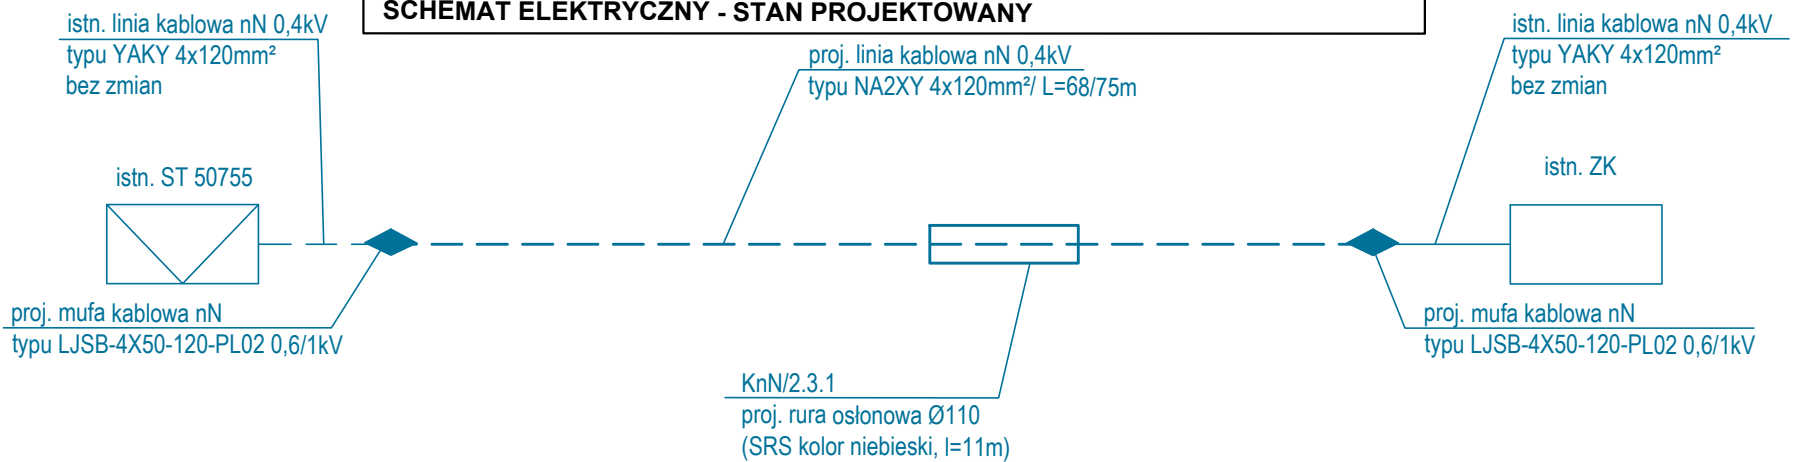 SCHEMAT ELEKTRYCZNY - STAN PROJEKTOWANY
istn. linia kablowa nN 0,4kV
typu YAKY 4x120mm²
bez zmian
proj. linia kablowa nN 0,4kV
typu NA2XY 4x120mm²/ L=68/75m
istn. linia kablowa nN 0,4kV
typu YAKY 4x120mm²
bez zmian
istn. ST 50755
istn. ZK
proj. mufa kablowa nN
typu LJSB-4X50-120-PL02 0,6/1kV
proj. mufa kablowa nN
typu LJSB-4X50-120-PL02 0,6/1kV
KnN/2.3.1
proj. rura osłonowa Ø110
(SRS kolor niebieski, l=11m)